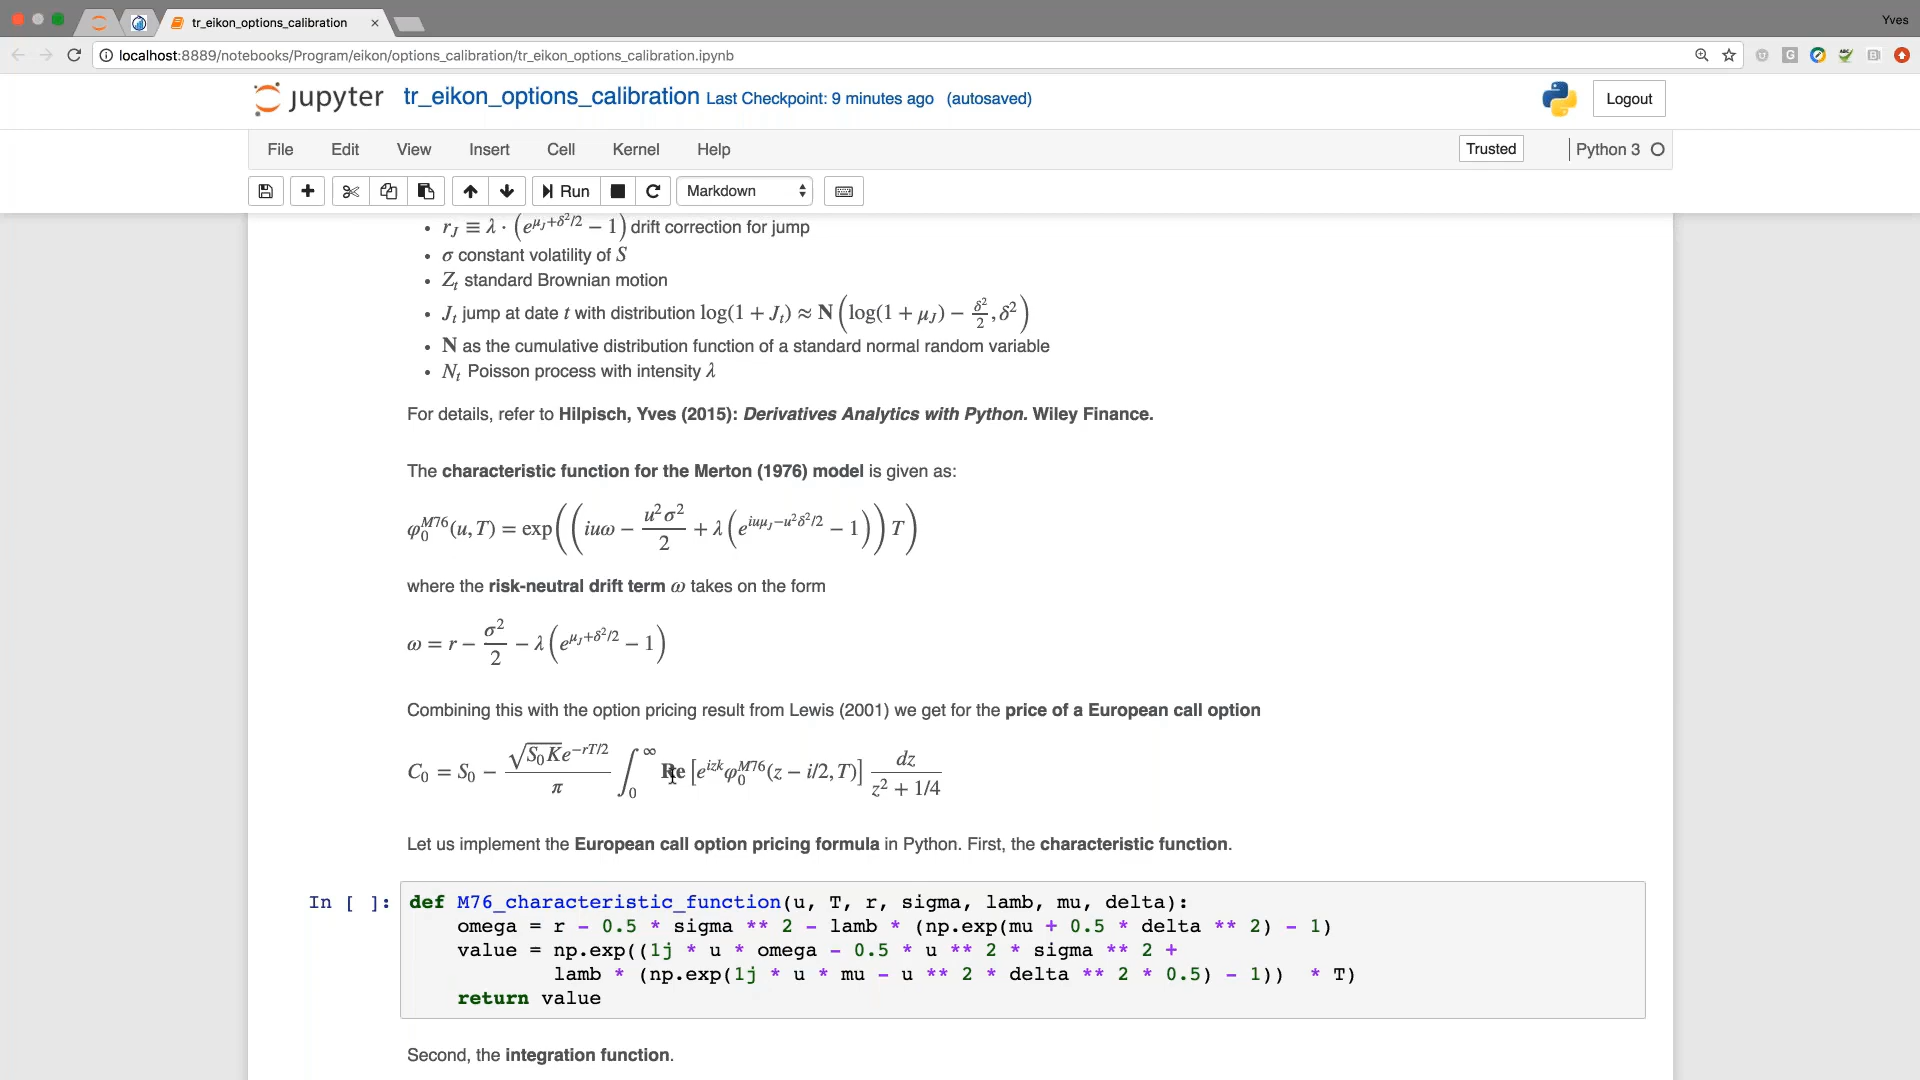 tr_eikon_options_calibration × Yves
localhost:8889/notebooks/Program/eikon/options_calibration/tr_eikon_options_calibration.ipynb
jupyter tr_eikon_options_calibration Last Checkpoint: 9 minutes ago (autosaved) Logout
File Edit View Insert Cell Kernel Help Trusted Python 3
Run Markdown
• r_J ≡ λ · (e^{μ_J+δ²/2} − 1) drift correction for jump
• σ constant volatility of S
• Z_t standard Brownian motion
• J_t jump at date t with distribution log(1 + J_t) ≈ N(log(1 + μ_J) − δ²/2, δ²)
• N as the cumulative distribution function of a standard normal random variable
• N_t Poisson process with intensity λ
For details, refer to Hilpisch, Yves (2015): Derivatives Analytics with Python. Wiley Finance.
The characteristic function for the Merton (1976) model is given as:
φ_0^{M76}(u, T) = exp((iuω − u²σ²/2 + λ(e^{iuμ_J−u²δ²/2} − 1)) T)
where the risk-neutral drift term ω takes on the form
ω = r − σ²/2 − λ(e^{μ_J+δ²/2} − 1)
Combining this with the option pricing result from Lewis (2001) we get for the price of a European call option
C_0 = S_0 − √(S_0 K)e^{−rT/2}/π ∫_0^∞ Re [e^{izk}φ_0^{M76}(z − i/2, T)] dz/(z² + 1/4)
Let us implement the European call option pricing formula in Python. First, the characteristic function.
In [ ]: def M76_characteristic_function(u, T, r, sigma, lamb, mu, delta):
omega = r - 0.5 * sigma ** 2 - lamb * (np.exp(mu + 0.5 * delta ** 2) - 1)
value = np.exp((1j * u * omega - 0.5 * u ** 2 * sigma ** 2 +
lamb * (np.exp(1j * u * mu - u ** 2 * delta ** 2 * 0.5) - 1)) * T)
return value
Second, the integration function.